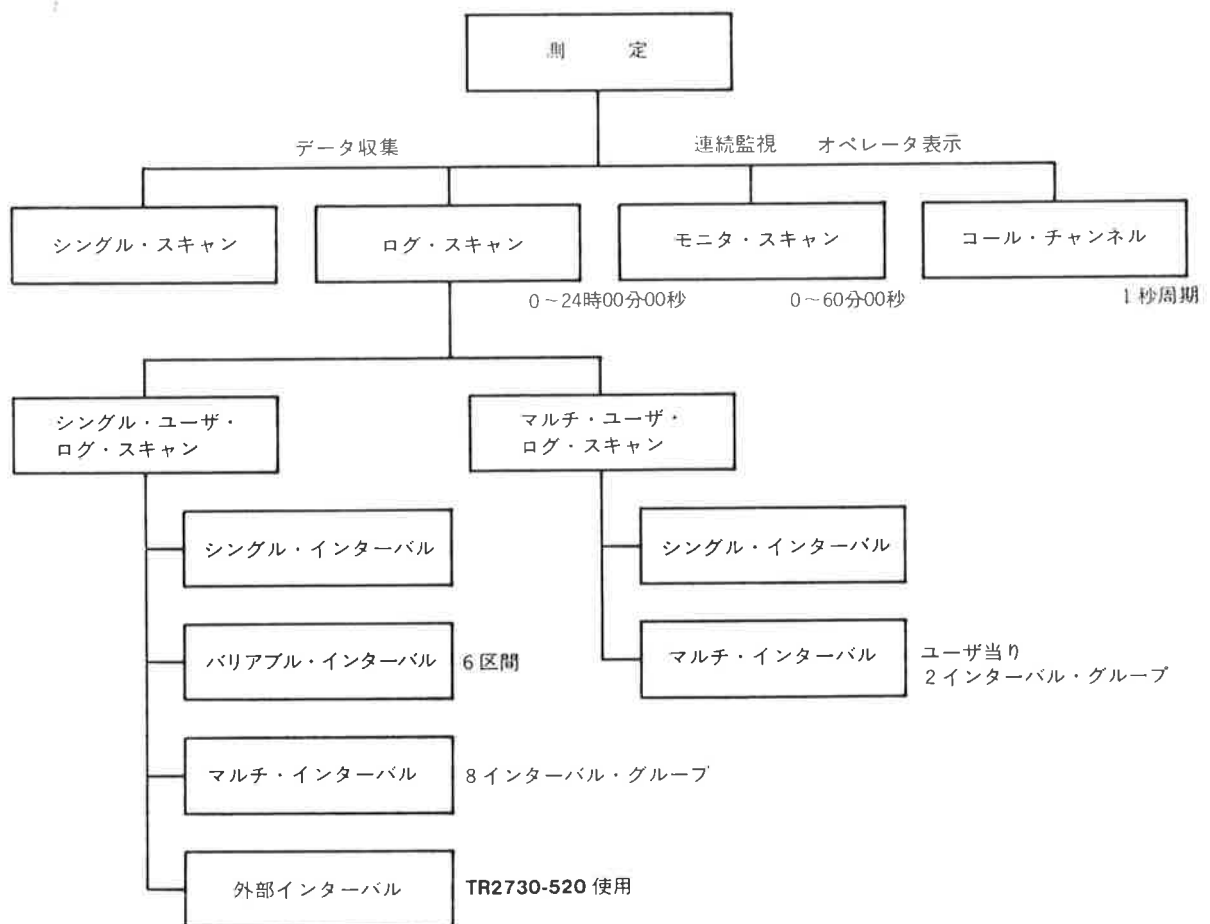 測　定
データ収集
連続監視
オペレータ表示
シングル・スキャン
ログ・スキャン
モニタ・スキャン
コール・チャンネル
0～24時00分00秒
0～60分00秒
1秒周期
シングル・ユーザ・
ログ・スキャン
マルチ・ユーザ・
ログ・スキャン
シングル・インターバル
シングル・インターバル
バリアブル・インターバル
6区間
マルチ・インターバル
ユーザ当り
2インターバル・グループ
マルチ・インターバル
8インターバル・グループ
外部インターバル
TR2730-520 使用